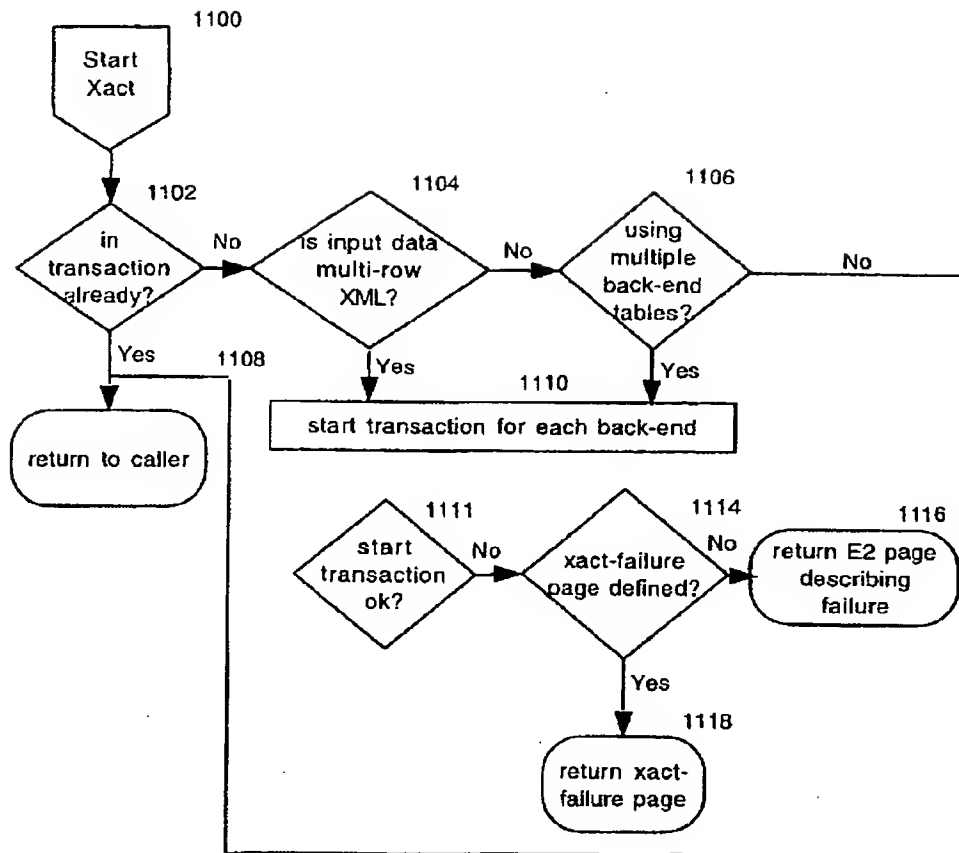 1100
Start
Xact
1102
in
transaction
already?
No
1104
is input data
multi-row
XML?
No
1106
using
multiple
back-end
tables?
No
Yes
1108
Yes
1110
Yes
return to caller
start transaction for each back-end
1111
start
transaction
ok?
No
1114
xact-failure
page defined?
No
1116
return E2 page
describing
failure
Yes
1118
return xact-
failure page